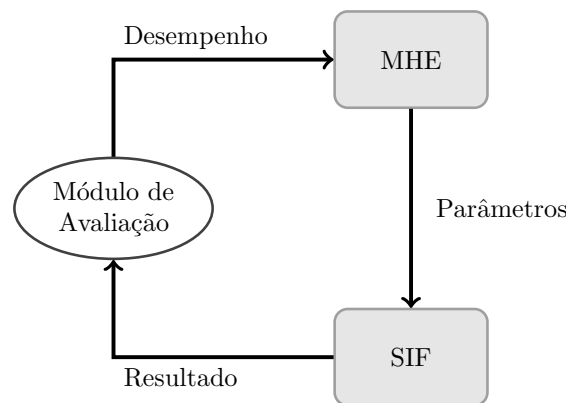 Desempenho
MHE
Módulo de
Avaliação
Parâmetros
SIF
Resultado